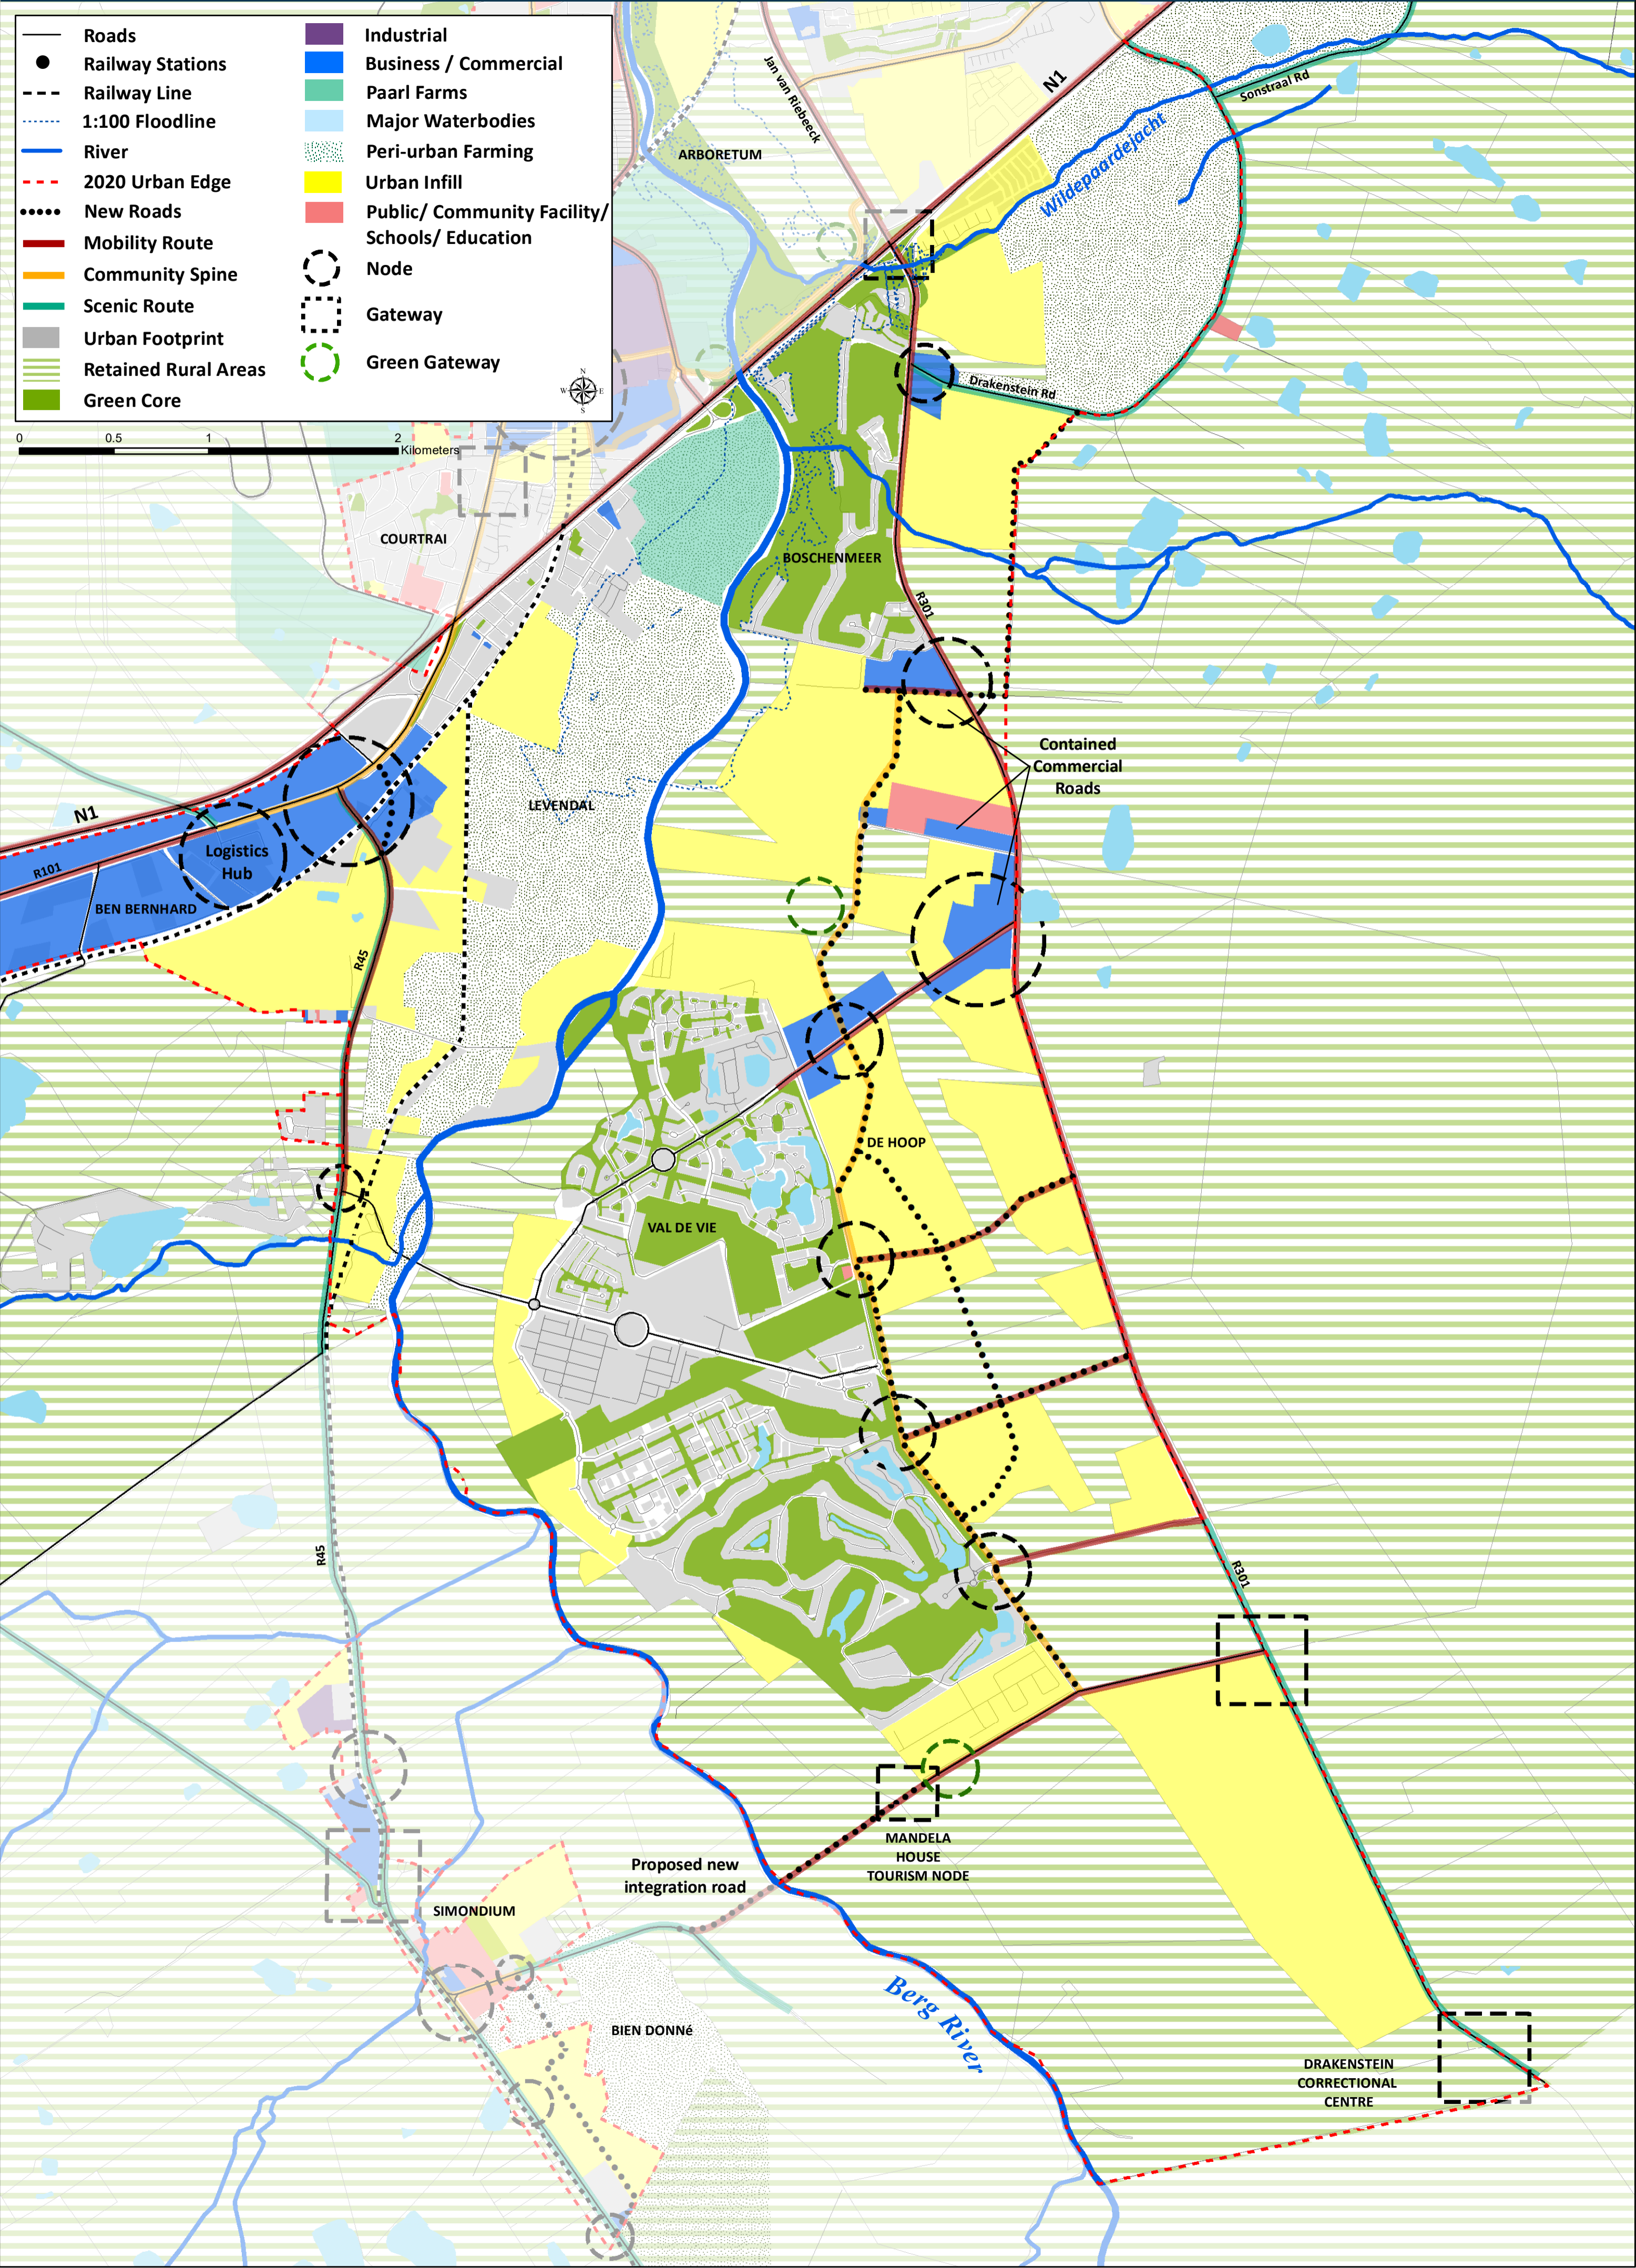 Roads
Railway Stations
Railway Line
1:100 Floodline
River
2020 Urban Edge
New Roads
Mobility Route
Community Spine
Scenic Route
Urban Footprint
Retained Rural Areas
Green Core
Industrial
Business / Commercial
Paarl Farms
Major Waterbodies
Peri-urban Farming
Urban Infill
Public/ Community Facility/
Schools/ Education
Node
Gateway
Green Gateway
N
W E
S
0 0.5 1 2
Kilometers
Jan van Riebeeck
N1
Sonstraal Rd
Wildepaardejacht
ARBORETUM
Drakenstein Rd
COURTRAI
BOSCHENMEER
R301
Contained
Commercial
Roads
LEVENDAL
N1
R101
Logistics
Hub
BEN BERNHARD
R45
DE HOOP
VAL DE VIE
R45
R301
MANDELA
HOUSE
TOURISM NODE
Proposed new
integration road
SIMONDIUM
Berg River
BIEN DONNé
DRAKENSTEIN
CORRECTIONAL
CENTRE